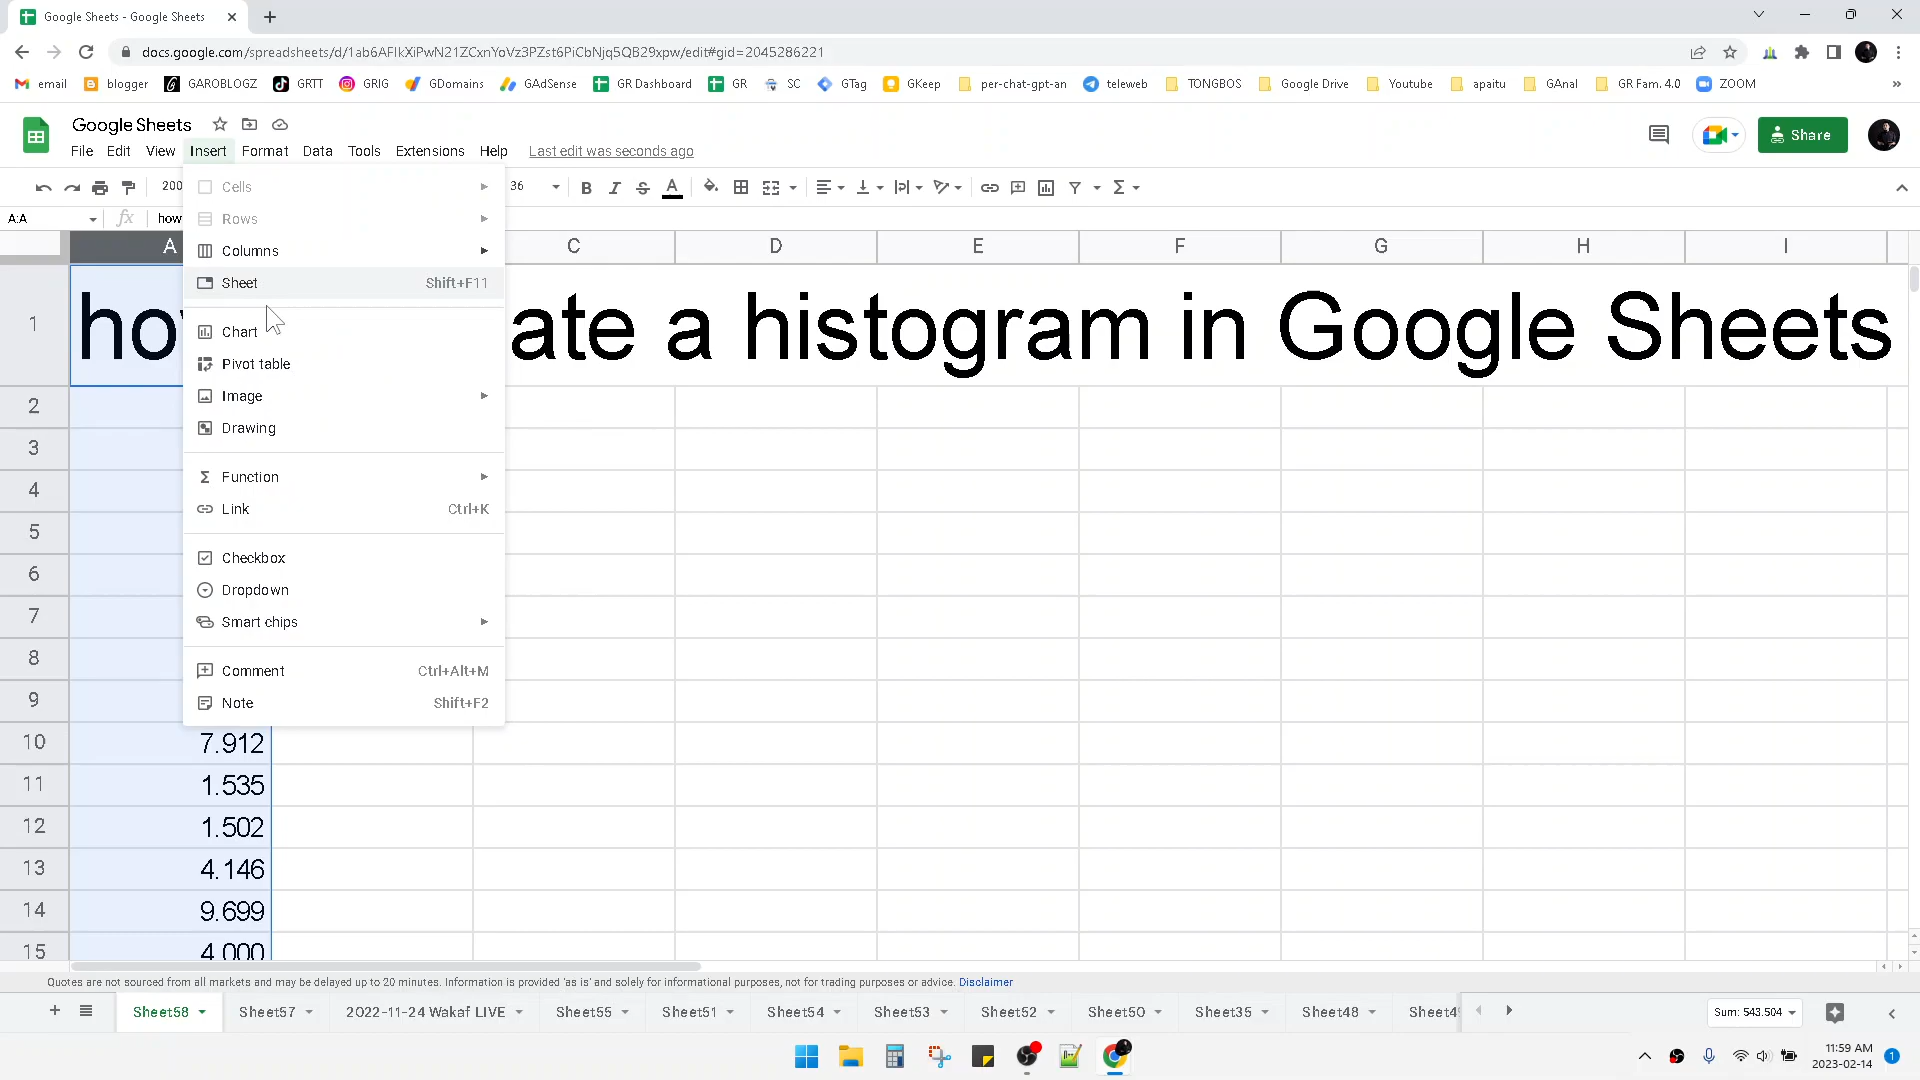 Google Sheets - Google Sheets
docs.google.com/spreadsheets/d/1ab6AFIkXiPwN21ZCxnYoVz3PZst6PiCbNjq5QB29xpw/edit#gid=2045286221
email blogger GAROBLOGZ GRTT GRIG GDomains GAdSense GR Dashboard GR SC GTag GKeep per-chat-gpt-an teleweb TONGBOS Google Drive Youtube apaitu GAnal GR Fam. 4.0 ZOOM
Google Sheets
Share
File Edit View Insert Format Data Tools Extensions Help Last edit was seconds ago
200 36
A:A how
Cells
Rows
Columns
Sheet Shift+F11
Chart
Pivot table
Image
Drawing
Function
Link Ctrl+K
Checkbox
Dropdown
Smart chips
Comment Ctrl+Alt+M
Note Shift+F2
A C D E F G H I
1 how ate a histogram in Google Sheets
2
3
4
5
6
7
8
9
10 7.912
11 1.535
12 1.502
13 4.146
14 9.699
15 4.000
Quotes are not sourced from all markets and may be delayed up to 20 minutes. Information is provided 'as is' and solely for informational purposes, not for trading purposes or advice. Disclaimer
Sheet58 Sheet57 2022-11-24 Wakaf LIVE Sheet55 Sheet51 Sheet54 Sheet53 Sheet52 Sheet50 Sheet35 Sheet48 Sheet4
Sum: 543.504
11:59 AM
2023-02-14
1